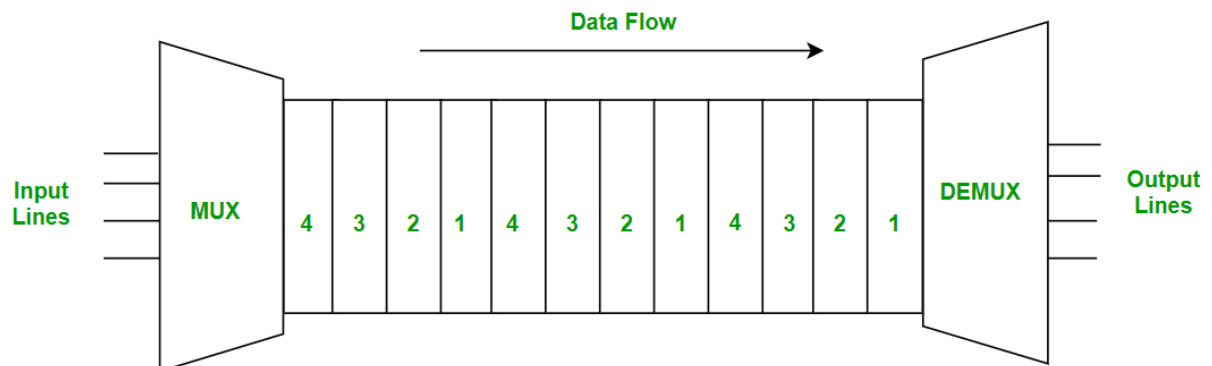 Data Flow
Input
Lines
MUX
4 3 2 1 4 3 2 1 4 3 2 1
DEMUX
Output
Lines